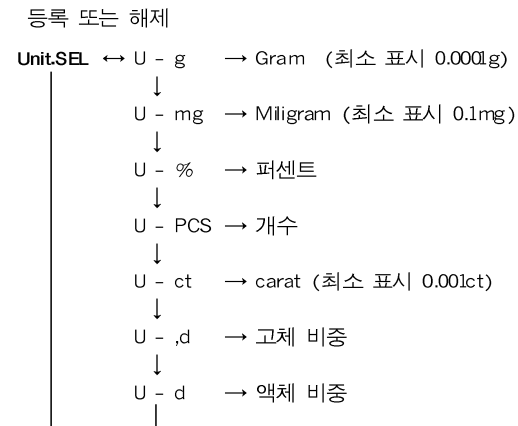 등록 또는 해제
Unit.SEL ↔ U - g → Gram (최소 표시 0.0001g)
↓
U - mg → Miligram (최소 표시 0.1mg)
↓
U - % → 퍼센트
↓
U - PCS → 개수
↓
U - ct → carat (최소 표시 0.001ct)
↓
U - ,d → 고체 비중
↓
U - d → 액체 비중